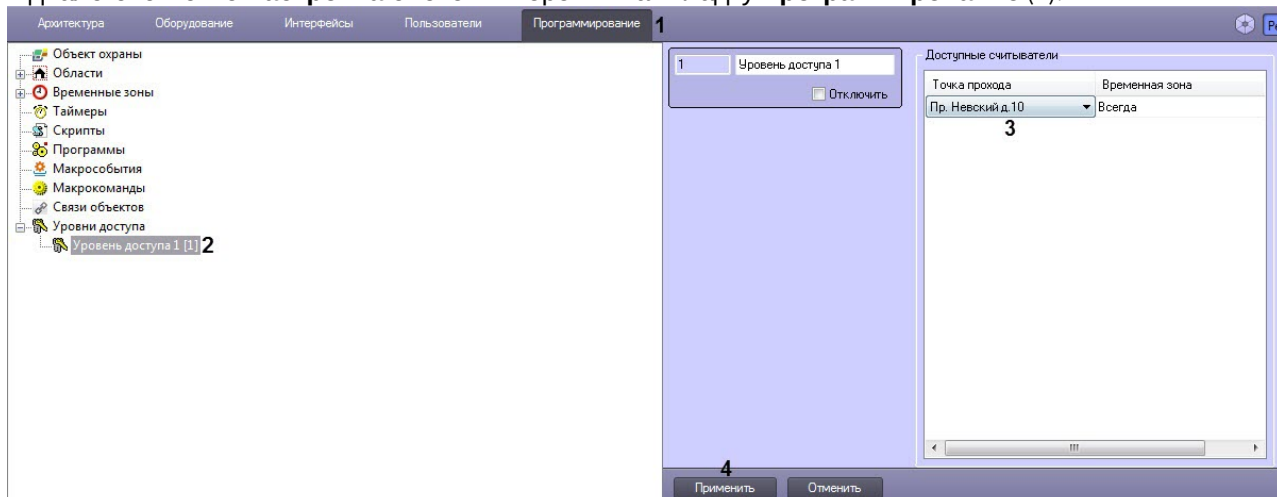 Архитектура Оборудование Интерфейсы Пользователи Программирование 1
Объект охраны
Области
Временные зоны
Таймеры
Скрипты
Программы
Макрособытия
Макрокоманды
Связи объектов
Уровни доступа
Уровень доступа 1 [1] 2
1 Уровень доступа 1
Отключить
Доступные считыватели
Точка прохода Временная зона
Пр. Невский д.10 Всегда
3
4
Применить Отменить